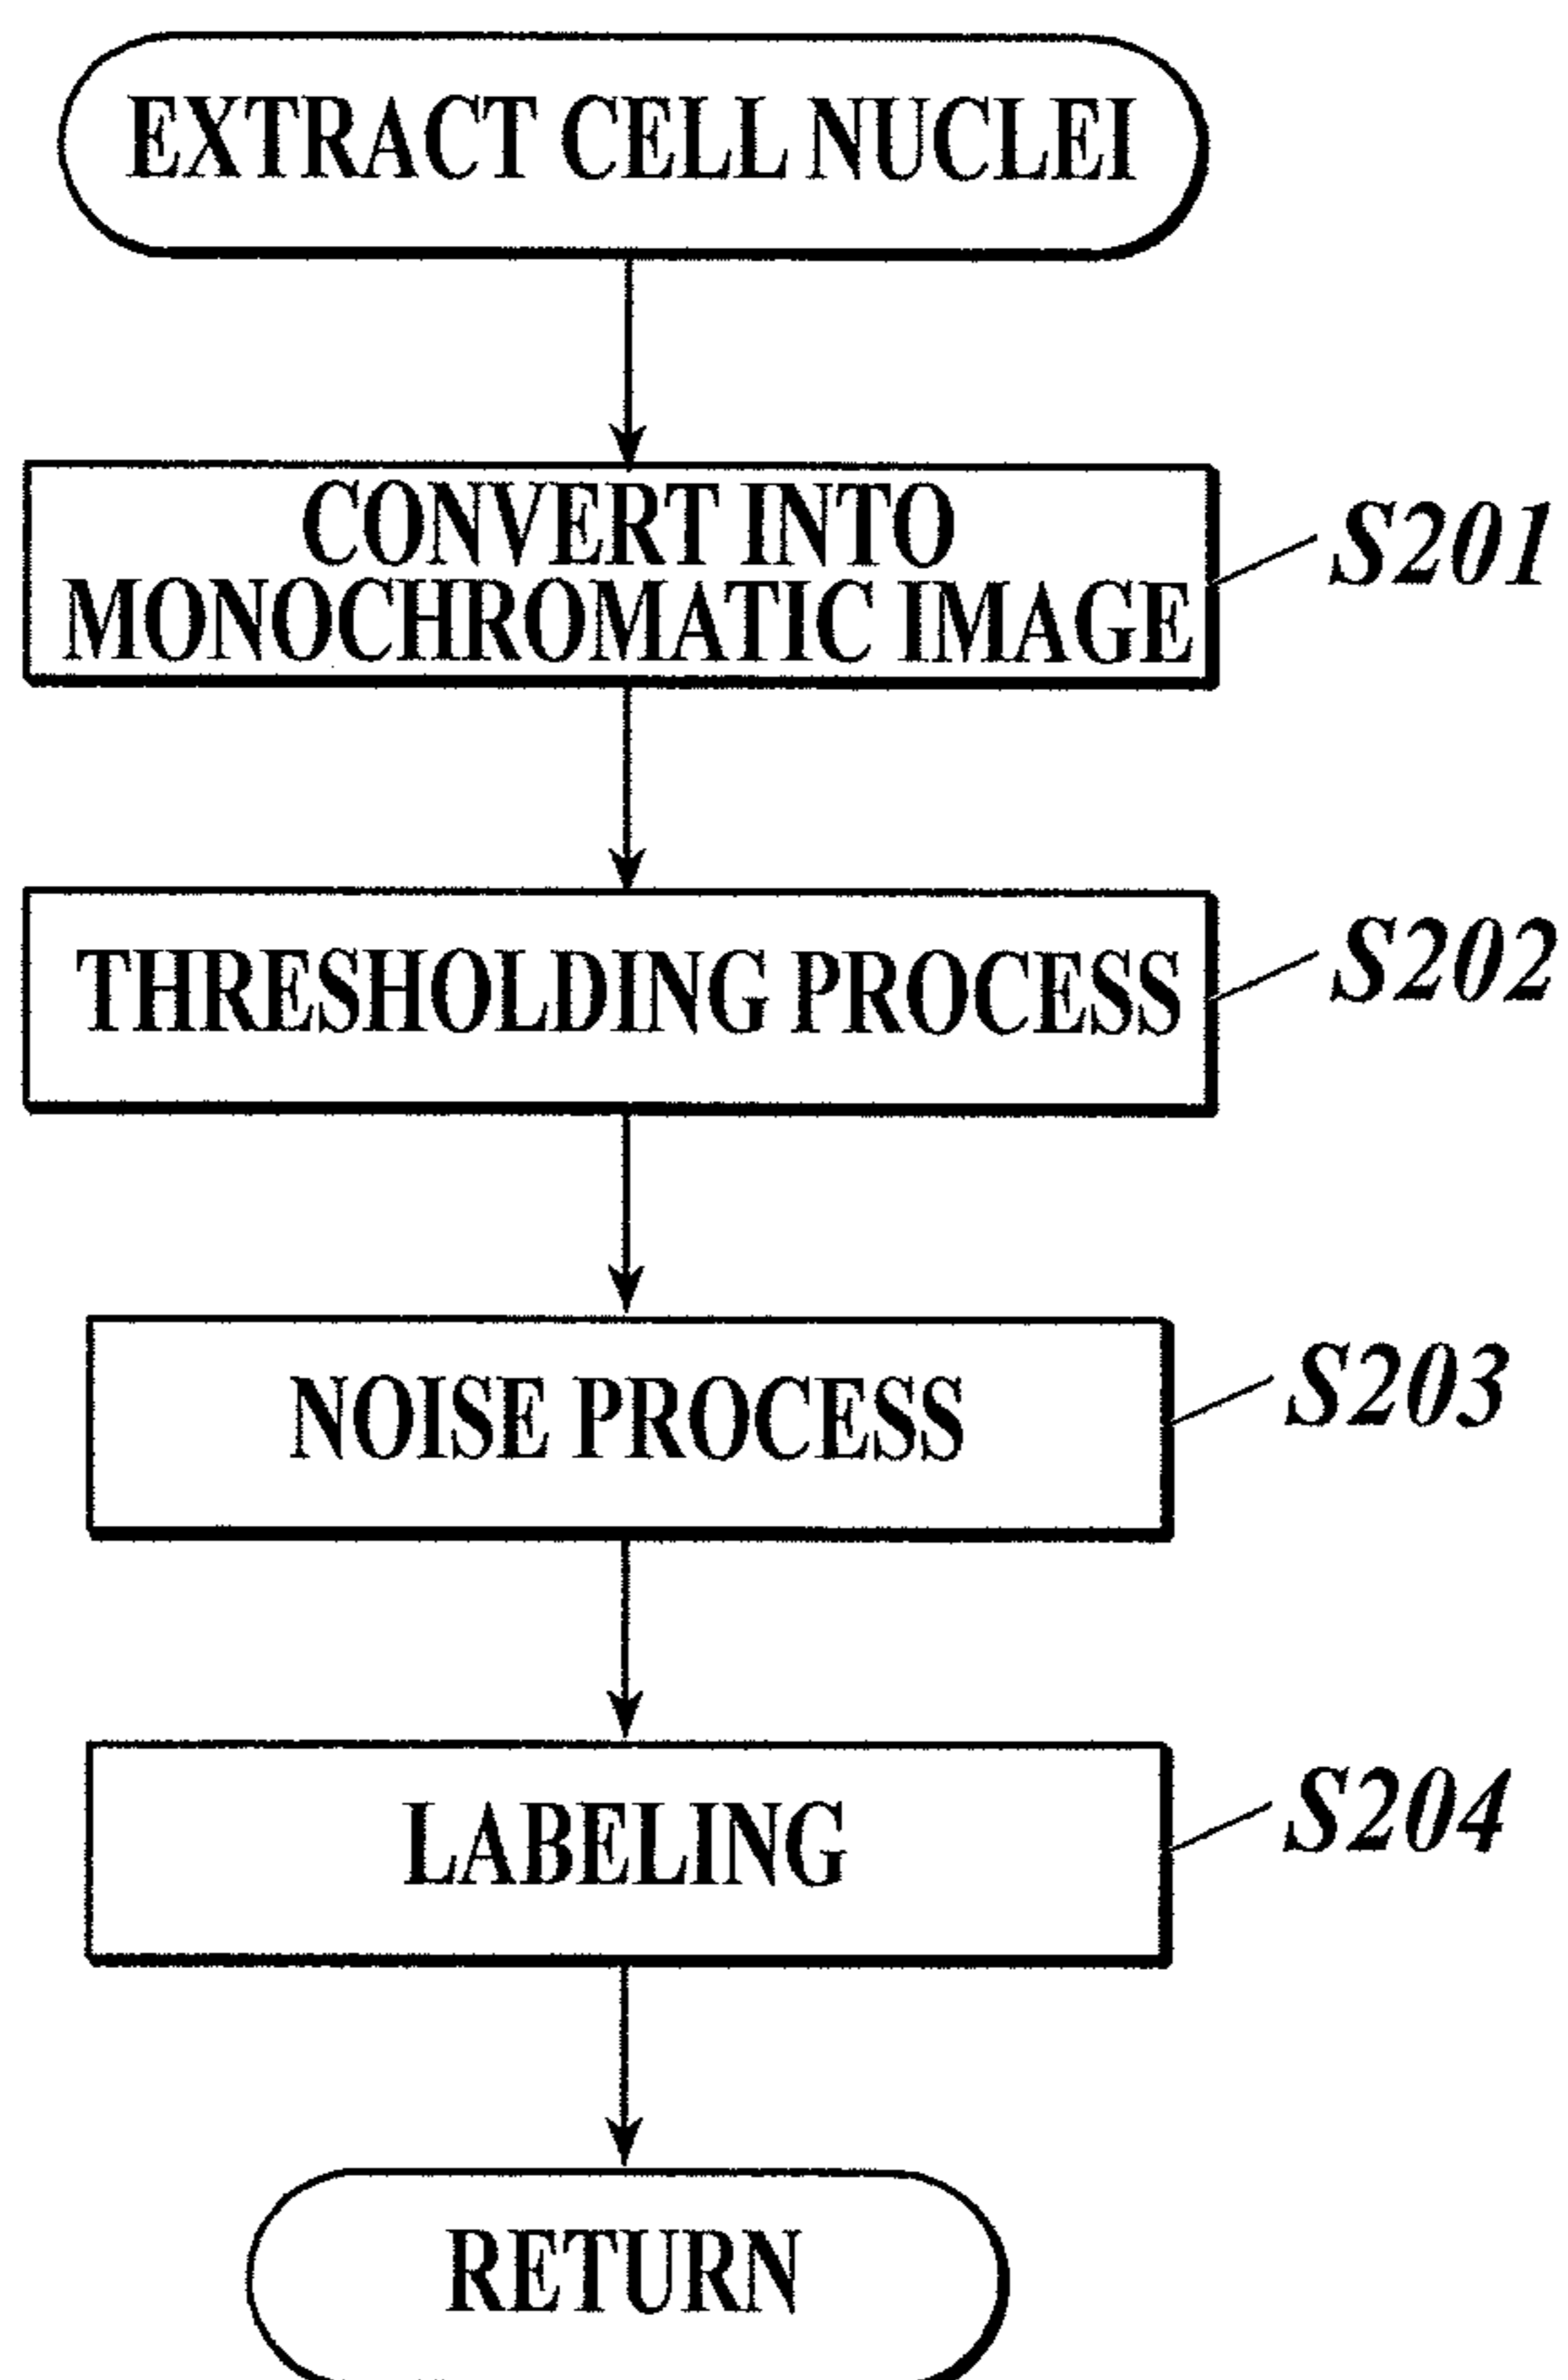 EXTRACT CELL NUCLEI
CONVERT INTO
MONOCHROMATIC IMAGE
S201
THRESHOLDING PROCESS
S202
NOISE PROCESS
S203
LABELING
S204
RETURN